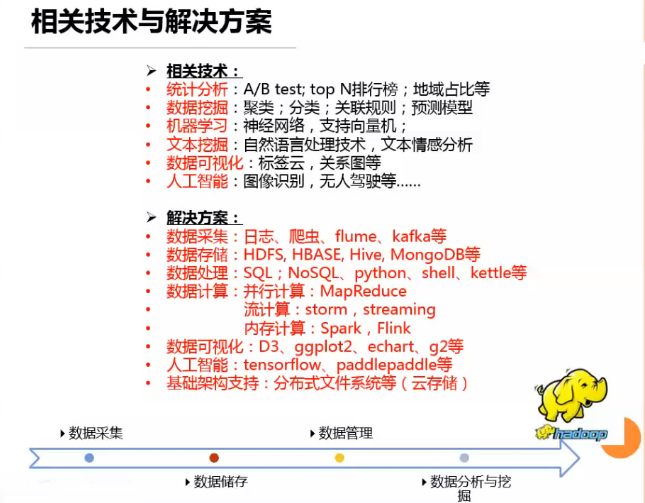 相关技术与解决方案
➢ 相关技术：
• 统计分析：A/B test; top N排行榜；地域占比等
• 数据挖掘：聚类；分类；关联规则；预测模型
• 机器学习：神经网络，支持向量机；
• 文本挖掘：自然语言处理技术，文本情感分析
• 数据可视化：标签云，关系图等
• 人工智能：图像识别，无人驾驶等……
➢ 解决方案：
• 数据采集：日志、爬虫、flume、kafka等
• 数据存储：HDFS, HBASE, Hive, MongoDB等
• 数据处理：SQL；NoSQL、python、shell、kettle等
• 数据计算：并行计算：MapReduce
• 流计算：storm，streaming
• 内存计算：Spark，Flink
• 数据可视化：D3、ggplot2、echart、g2等
• 人工智能：tensorflow、paddlepaddle等
• 基础架构支持：分布式文件系统等（云存储）
hadoop
数据采集
数据管理
数据储存
数据分析与挖
掘